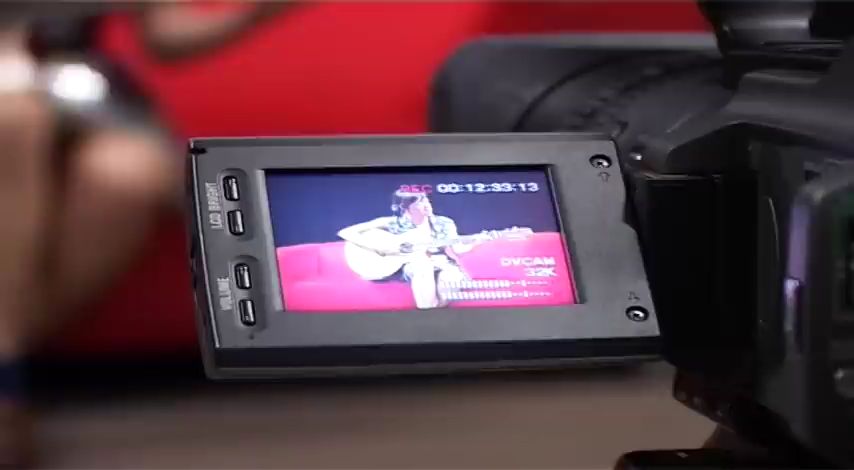 REC 00:12:33:13
DVCAM
32K
LCD BRIGHT
VOLUME